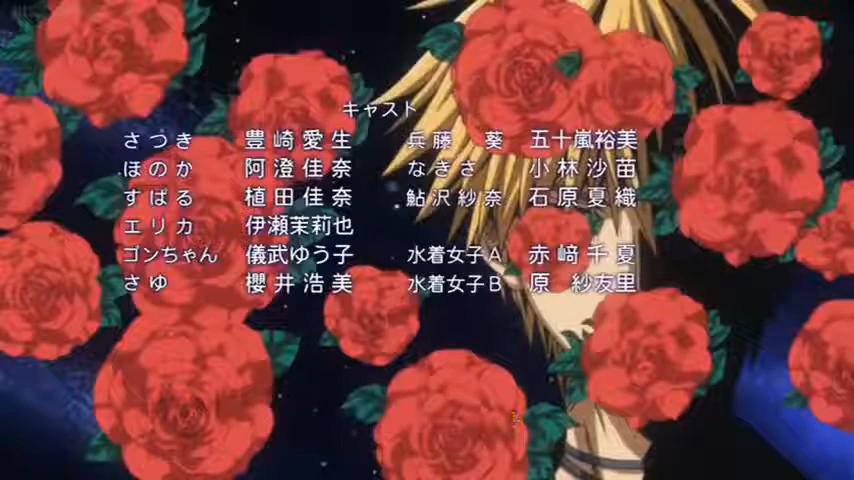 キャスト
さつき 豊崎愛生 兵藤 葵 五十嵐裕美
ほのか 阿澄佳奈 なぎさ 小林沙苗
すばる 植田佳奈 鮎沢紗奈 石原夏織
エリカ 伊瀬茉莉也
ゴンちゃん 儀武ゆう子 水着女子A 赤﨑千夏
さゆ 櫻井浩美 水着女子B 原 紗友里